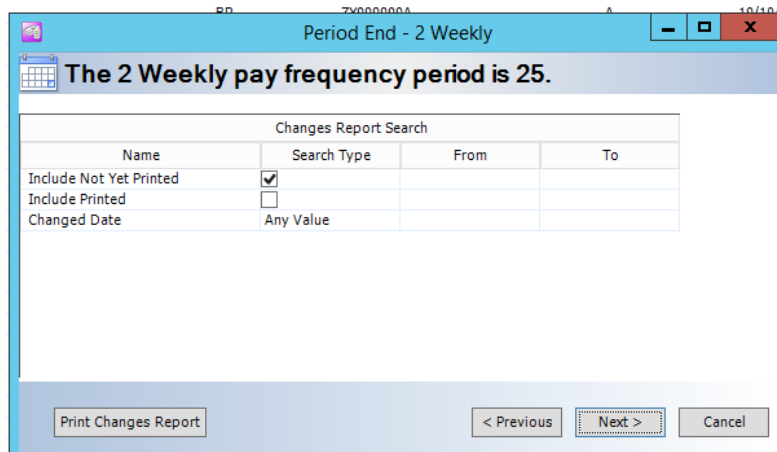 Period End - 2 Weekly
The 2 Weekly pay frequency period is 25.
Changes Report Search
Name Search Type From To
Include Not Yet Printed
Include Printed
Changed Date Any Value
Print Changes Report < Previous Next > Cancel